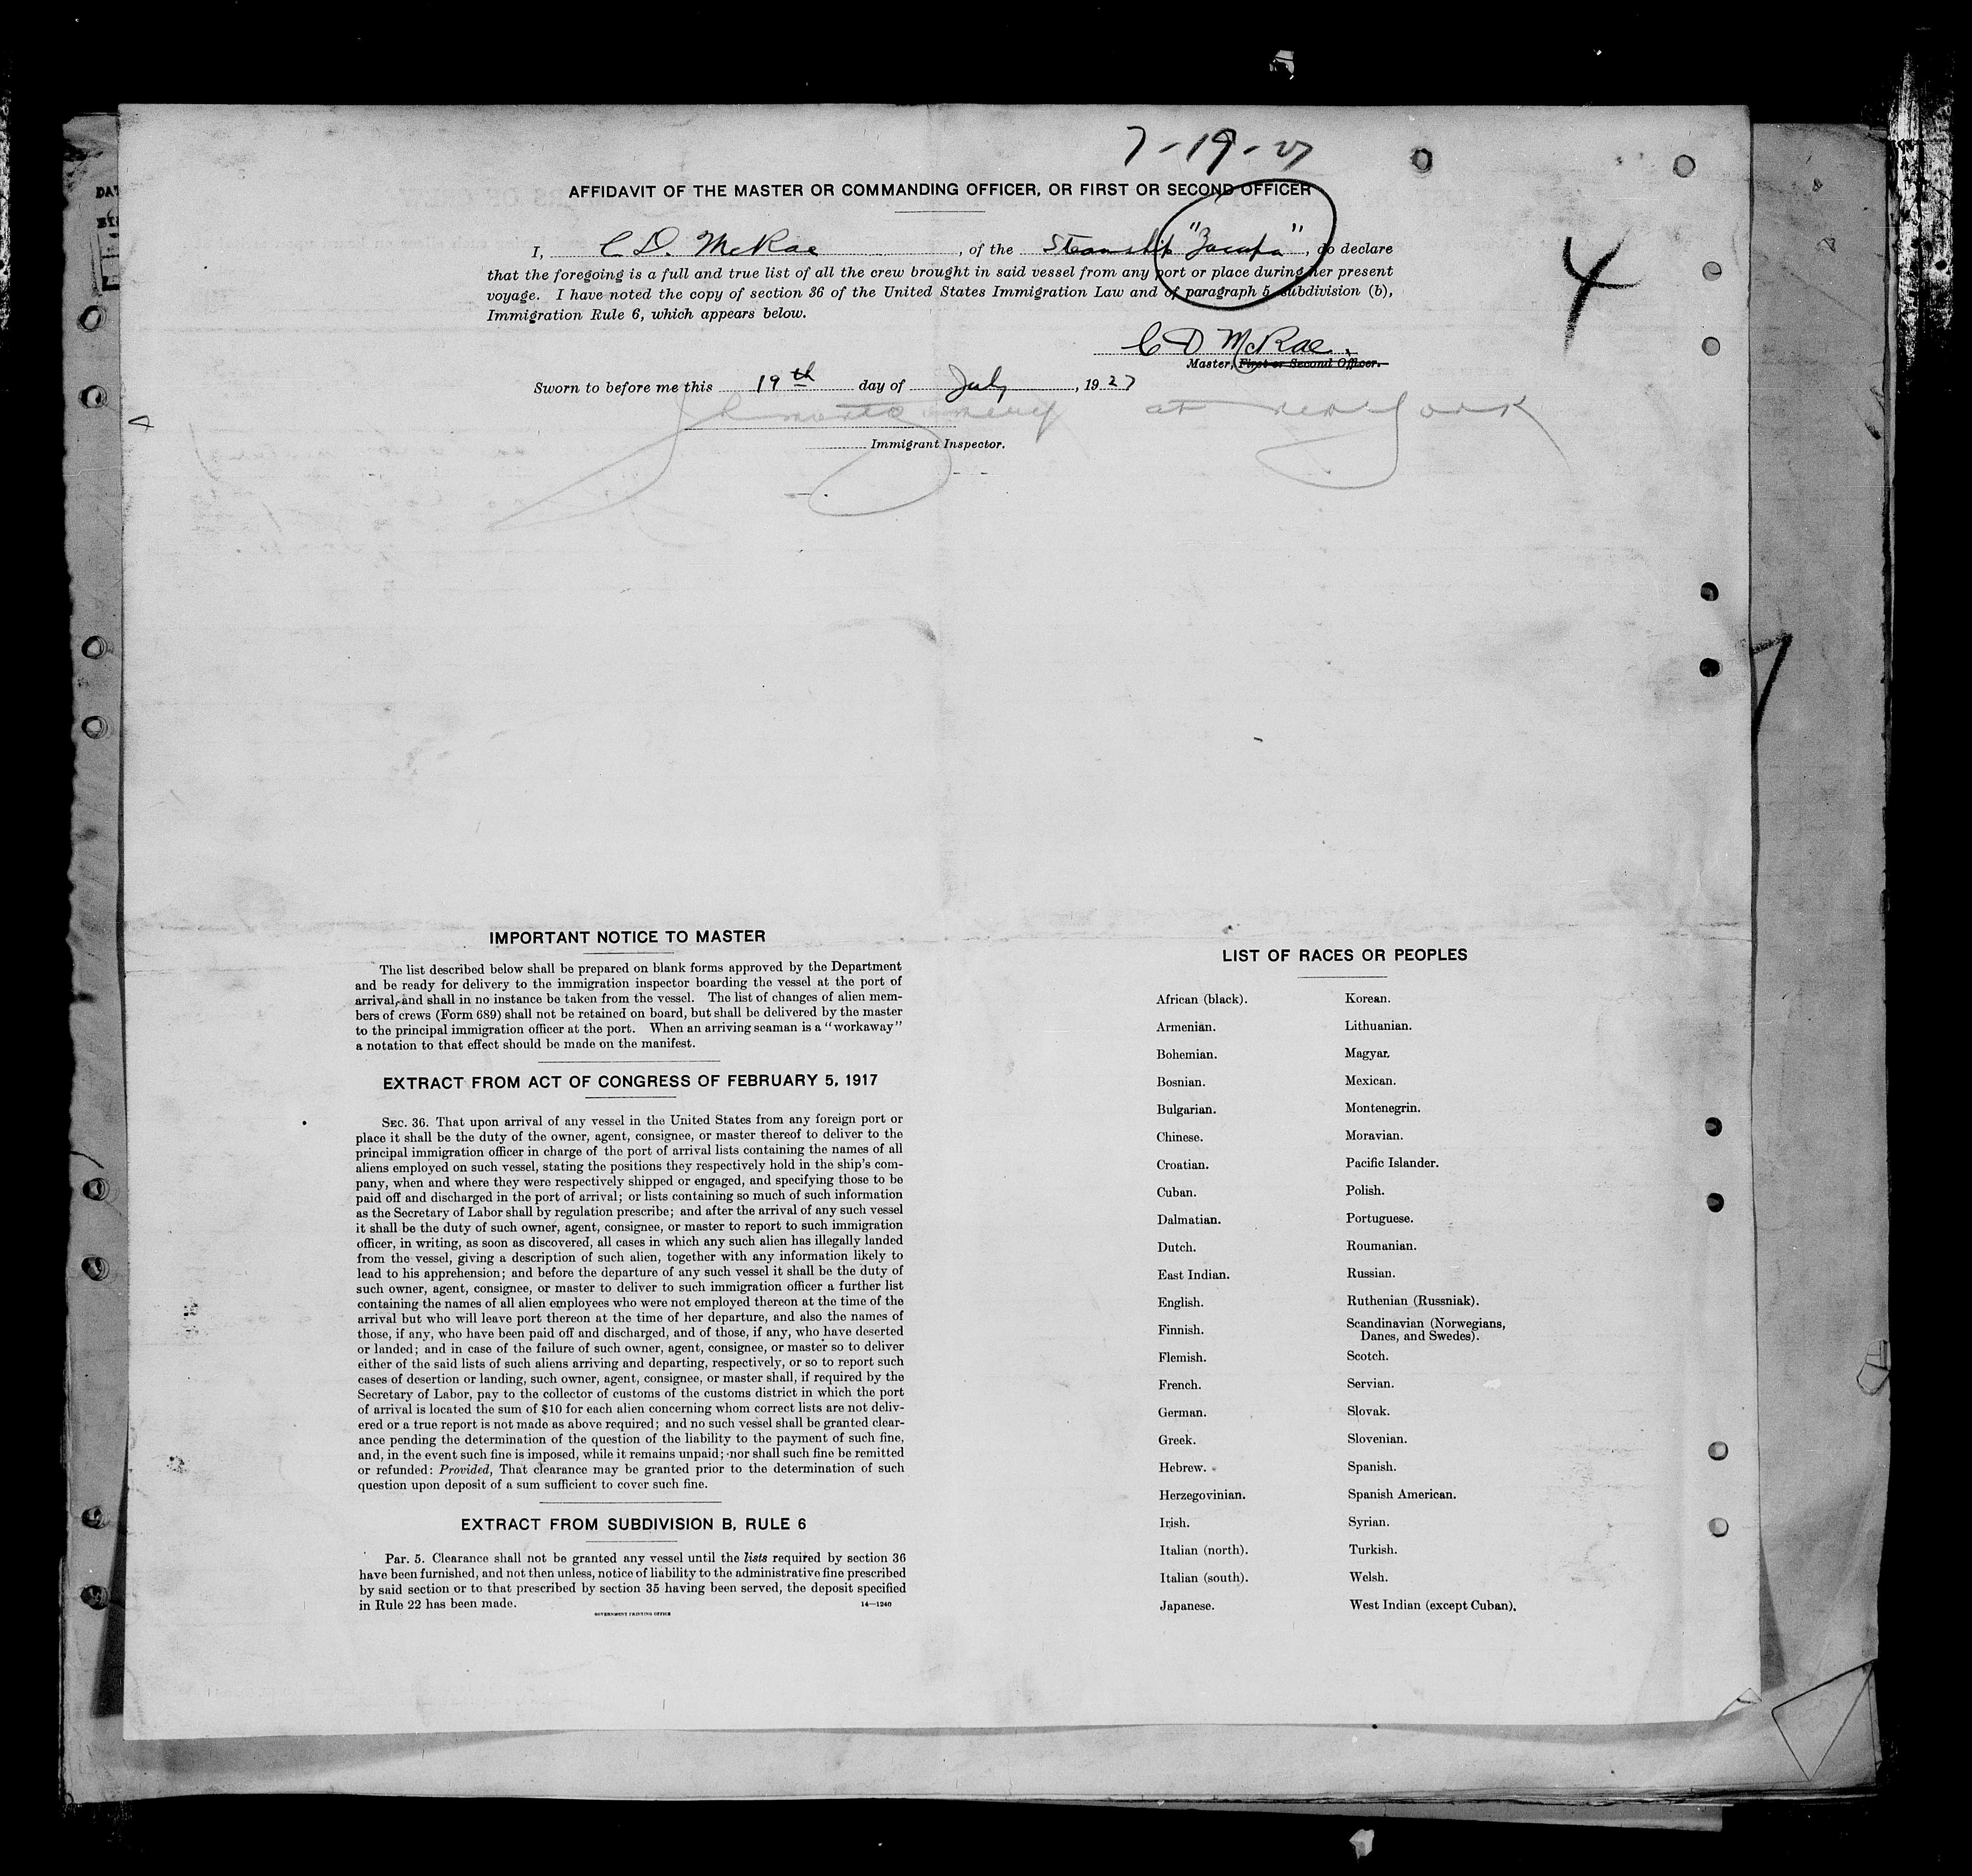 7-19-27
AFFIDAVIT OF THE MASTER OR COMMANDING OFFICER, OR FIRST OR SECOND OFFICER
I, C D. McRae, of the Steamship "Zacapa", do declare
that the foregoing is a full and true list of all the crew brought in said vessel from any port or place during her present
voyage. I have noted the copy of section 36 of the United States Immigration Law and of paragraph 5, subdivision (b),
Immigration Rule 6, which appears below.
4
C D McRae.
Master, First or Second Officer.
Sworn to before me this 19th day of July, 1927
at New York
Immigrant Inspector.
IMPORTANT NOTICE TO MASTER
The list described below shall be prepared on blank forms approved by the Department
and be ready for delivery to the immigration inspector boarding the vessel at the port of
arrival, and shall in no instance be taken from the vessel. The list of changes of alien mem-
bers of crews (Form 689) shall not be retained on board, but shall be delivered by the master
to the principal immigration officer at the port. When an arriving seaman is a "workaway"
a notation to that effect should be made on the manifest.
EXTRACT FROM ACT OF CONGRESS OF FEBRUARY 5, 1917
SEC. 36. That upon arrival of any vessel in the United States from any foreign port or
place it shall be the duty of the owner, agent, consignee, or master thereof to deliver to the
principal immigration officer in charge of the port of arrival lists containing the names of all
aliens employed on such vessel, stating the positions they respectively hold in the ship's com-
pany, when and where they were respectively shipped or engaged, and specifying those to be
paid off and discharged in the port of arrival; or lists containing so much of such information
as the Secretary of Labor shall by regulation prescribe; and after the arrival of any such vessel
it shall be the duty of such owner, agent, consignee, or master to report to such immigration
officer, in writing, as soon as discovered, all cases in which any such alien has illegally landed
from the vessel, giving a description of such alien, together with any information likely to
lead to his apprehension; and before the departure of any such vessel it shall be the duty of
such owner, agent, consignee, or master to deliver to such immigration officer a further list
containing the names of all alien employees who were not employed thereon at the time of the
arrival but who will leave port thereon at the time of her departure, and also the names of
those, if any, who have been paid off and discharged, and of those, if any, who have deserted
or landed; and in case of the failure of such owner, agent, consignee, or master so to deliver
either of the said lists of such aliens arriving and departing, respectively, or so to report such
cases of desertion or landing, such owner, agent, consignee, or master shall, if required by the
Secretary of Labor, pay to the collector of customs of the customs district in which the port
of arrival is located the sum of $10 for each alien concerning whom correct lists are not deliv-
ered or a true report is not made as above required; and no such vessel shall be granted clear-
ance pending the determination of the question of the liability to the payment of such fine,
and, in the event such fine is imposed, while it remains unpaid; nor shall such fine be remitted
or refunded: Provided, That clearance may be granted prior to the determination of such
question upon deposit of a sum sufficient to cover such fine.
EXTRACT FROM SUBDIVISION B, RULE 6
Par. 5. Clearance shall not be granted any vessel until the lists required by section 36
have been furnished, and not then unless, notice of liability to the administrative fine prescribed
by said section or to that prescribed by section 35 having been served, the deposit specified
in Rule 22 has been made.
GOVERNMENT PRINTING OFFICE 14—1240
LIST OF RACES OR PEOPLES
African (black).
Armenian.
Bohemian.
Bosnian.
Bulgarian.
Chinese.
Croatian.
Cuban.
Dalmatian.
Dutch.
East Indian.
English.
Finnish.
Flemish.
French.
German.
Greek.
Hebrew.
Herzegovinian.
Irish.
Italian (north).
Italian (south).
Japanese.
Korean.
Lithuanian.
Magyar.
Mexican.
Montenegrin.
Moravian.
Pacific Islander.
Polish.
Portuguese.
Roumanian.
Russian.
Ruthenian (Russniak).
Scandinavian (Norwegians,
Danes, and Swedes).
Scotch.
Servian.
Slovak.
Slovenian.
Spanish.
Spanish American.
Syrian.
Turkish.
Welsh.
West Indian (except Cuban).